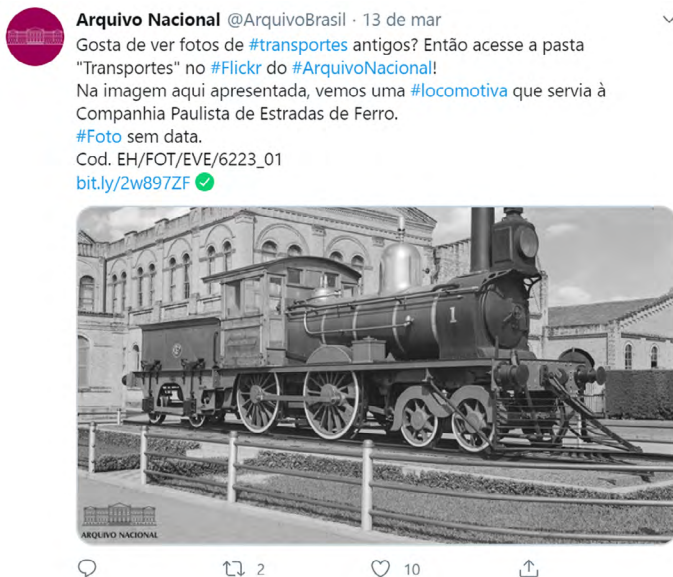 Arquivo Nacional @ArquivoBrasil · 13 de mar
Gosta de ver fotos de #transportes antigos? Então acesse a pasta
"Transportes" no #Flickr do #ArquivoNacional!
Na imagem aqui apresentada, vemos uma #locomotiva que servia à
Companhia Paulista de Estradas de Ferro.
#Foto sem data.
Cod. EH/FOT/EVE/6223_01
bit.ly/2w897ZF
1
ARQUIVO NACIONAL
2 10